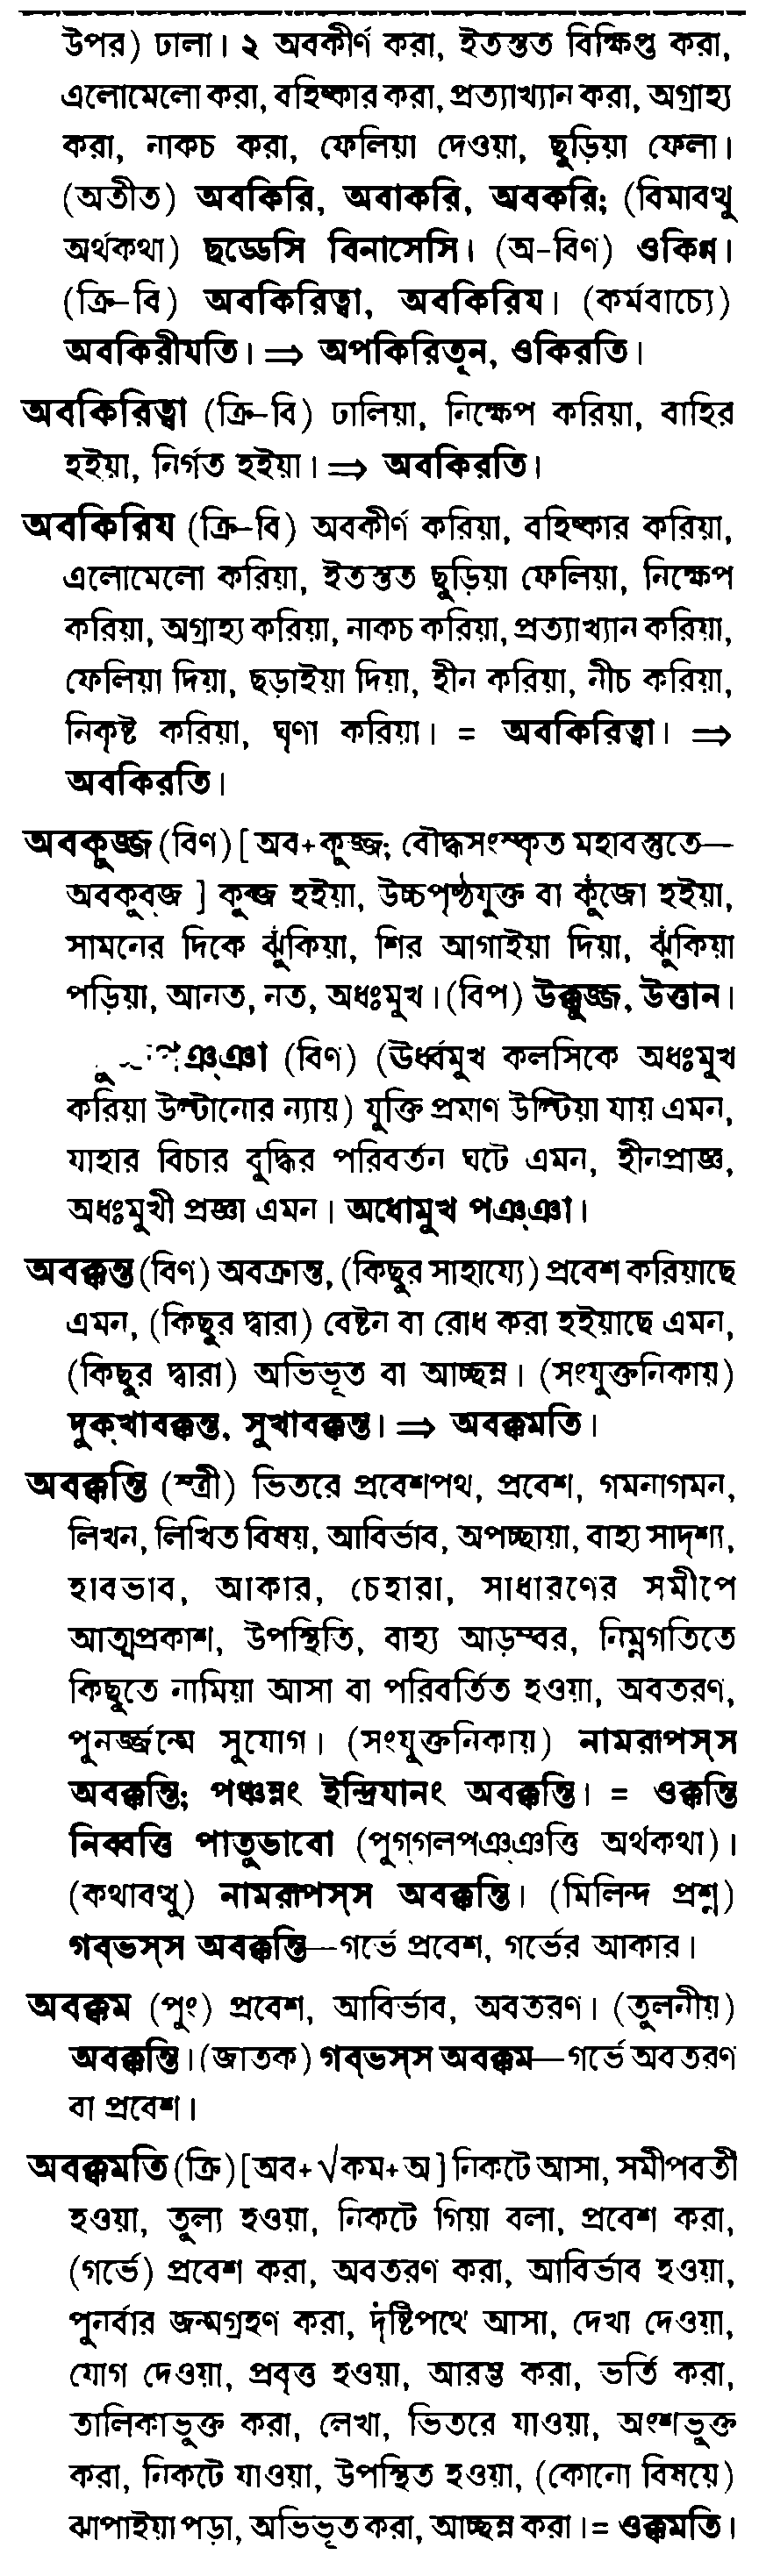 উপর) ঢালা। ২ অবকীর্ণ করা, ইতস্তত বিক্ষিপ্ত করা,
এলোমেলো করা, বহিষ্কার করা, প্রত্যাখ্যান করা, অগ্রাহ্য
করা, নাকচ করা, ফেলিয়া দেওয়া, ছুড়িয়া ফেলা।
(অতীত) অবকিরি, অবাকরি, অবকরি; (বিমাবত্থু
অর্থকথা) ছড্ডেসি বিনাসেসি। (অ-বিণ) ওকিন্ন।
(ক্রি-বি) অবকিরিত্বা, অবকিরিয। (কর্মবাচ্যে)
অবকিরীযতি। ⇒ অপকিরিতূন, ওকিরতি।
অবকিরিত্বা (ক্রি-বি) ঢালিয়া, নিক্ষেপ করিয়া, বাহির
হইয়া, নির্গত হইয়া। ⇒ অবকিরতি।
অবকিরিয (ক্রি-বি) অবকীর্ণ করিয়া, বহিষ্কার করিয়া,
এলোমেলো করিয়া, ইতস্তত ছুড়িয়া ফেলিয়া, নিক্ষেপ
করিয়া, অগ্রাহ্য করিয়া, নাকচ করিয়া, প্রত্যাখ্যান করিয়া,
ফেলিয়া দিয়া, ছড়াইয়া দিয়া, হীন করিয়া, নীচ করিয়া,
নিকৃষ্ট করিয়া, ঘৃণা করিয়া। = অবকিরিত্বা। ⇒
অবকিরতি।
অবকুজ্জ (বিণ) [ অব+কুজ্জ; বৌদ্ধসংস্কৃত মহাবস্তুতে—
অবকুব্জ ] কুব্জ হইয়া, উচ্চপৃষ্ঠযুক্ত বা কুঁজো হইয়া,
সামনের দিকে ঝুঁকিয়া, শির আগাইয়া দিয়া, ঝুঁকিয়া
পড়িয়া, আনত, নত, অধঃমুখ। (বিপ) উক্কুজ্জ, উত্তান।
পঞ্ঞা (বিণ) (ঊর্ধ্বমুখ কলসিকে অধঃমুখ
করিয়া উল্টানোর ন্যায়) যুক্তি প্রমাণ উল্টিয়া যায় এমন,
যাহার বিচার বুদ্ধির পরিবর্তন ঘটে এমন, হীনপ্রাজ্ঞ,
অধঃমুখী প্রজ্ঞা এমন। অধোমুখ পঞ্ঞা।
অবক্কন্ত (বিণ) অবক্রান্ত, (কিছুর সাহায্যে) প্রবেশ করিয়াছে
এমন, (কিছুর দ্বারা) বেষ্টন বা রোধ করা হইয়াছে এমন,
(কিছুর দ্বারা) অভিভূত বা আচ্ছন্ন। (সংযুক্তনিকায়)
দুক্খাবক্কন্ত, সুখাবক্কন্ত। ⇒ অবক্কমতি।
অবক্কন্তি (স্ত্রী) ভিতরে প্রবেশপথ, প্রবেশ, গমনাগমন,
লিখন, লিখিত বিষয়, আবির্ভাব, অপচ্ছায়া, বাহ্য সাদৃশ্য,
হাবভাব, আকার, চেহারা, সাধারণের সমীপে
আত্মপ্রকাশ, উপস্থিতি, বাহ্য আড়ম্বর, নিম্নগতিতে
কিছুতে নামিয়া আসা বা পরিবর্তিত হওয়া, অবতরণ,
পুনর্জ্জন্মে সুযোগ। (সংযুক্তনিকায়) নামরূপস্স
অবক্কন্তি; পঞ্চন্নং ইন্দ্রিযানং অবক্কন্তি। = ওক্কন্তি
নিব্বত্তি পাতুভাবো (পুগ্গলপঞ্ঞত্তি অর্থকথা)।
(কথাবত্থু) নামরূপস্স অবক্কন্তি। (মিলিন্দ প্রশ্ন)
গব্ভস্স অবক্কন্তি—গর্ভে প্রবেশ, গর্ভের আকার।
অবক্কম (পুং) প্রবেশ, আবির্ভাব, অবতরণ। (তুলনীয়)
অবক্কন্তি। (জাতক) গব্ভস্স অবক্কম—গর্ভে অবতরণ
বা প্রবেশ।
অবক্কমতি (ক্রি) [অব+√কম+অ] নিকটে আসা, সমীপবর্তী
হওয়া, তুল্য হওয়া, নিকটে গিয়া বলা, প্রবেশ করা,
(গর্ভে) প্রবেশ করা, অবতরণ করা, আবির্ভাব হওয়া,
পুনর্বার জন্মগ্রহণ করা, দৃষ্টিপথে আসা, দেখা দেওয়া,
যোগ দেওয়া, প্রবৃত্ত হওয়া, আরম্ভ করা, ভর্তি করা,
তালিকাভুক্ত করা, লেখা, ভিতরে যাওয়া, অংশভুক্ত
করা, নিকটে যাওয়া, উপস্থিত হওয়া, (কোনো বিষয়ে)
ঝাপাইয়া পড়া, অভিভূত করা, আচ্ছন্ন করা। = ওক্কমতি।